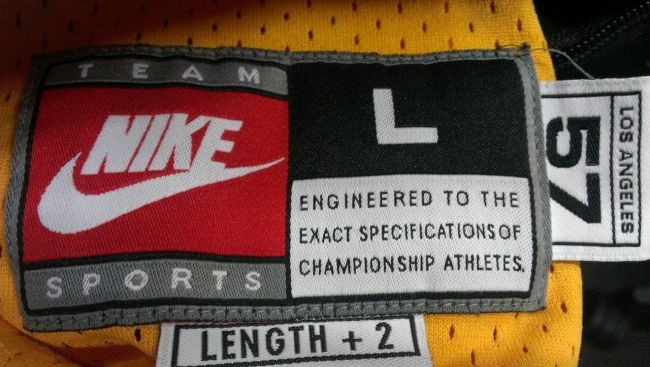 TEAM
NIKE
SPORTS
L
ENGINEERED TO THE
EXACT SPECIFICATIONS OF
CHAMPIONSHIP ATHLETES.
57
LOS ANGELES
LENGTH + 2